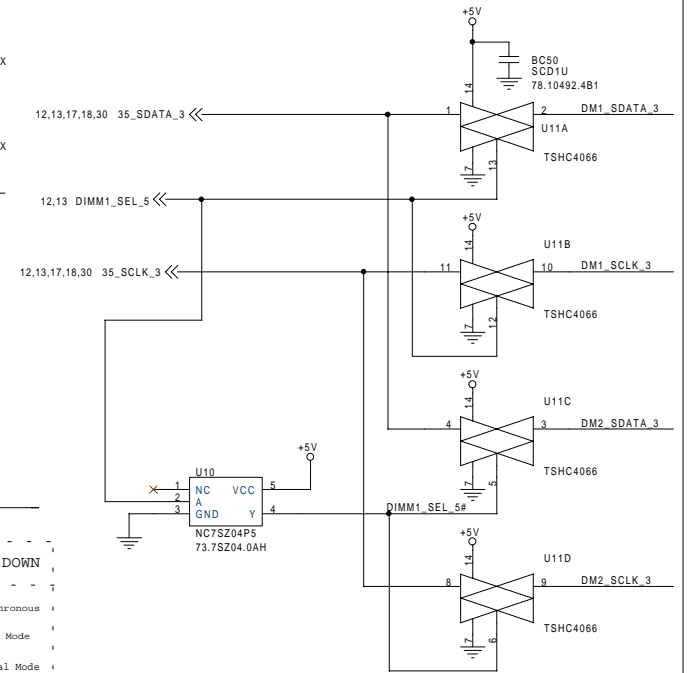 +5V
X
BC50
SCD1U
78.10492.4B1
14
12,13,17,18,30 35_SDATA_3
1
2
DM1_SDATA_3
U11A
X
7
13
TSHC4066
12,13 DIMM1_SEL_5
+5V
14
U11B
12,13,17,18,30 35_SCLK_3
11
10
DM1_SCLK_3
7
12
TSHC4066
+5V
14
U11C
4
3
DM2_SDATA_3
+5V
7
5
TSHC4066
U10
1
NC
VCC
5
2
A
3
GND
Y
4
DIMM1_SEL_5#
NC7SZ04P5
73.7SZ04.0AH
+5V
14
U11D
DOWN
8
9
DM2_SCLK_3
hronous
7
6
TSHC4066
Mode
al Mode